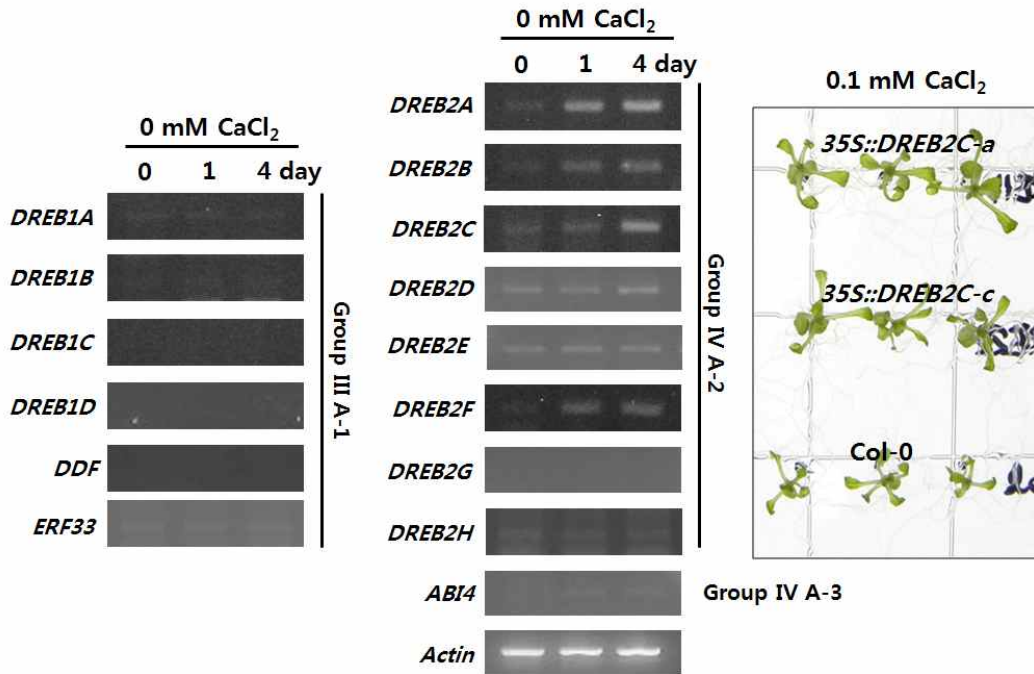 0 mM CaCl₂
0 1 4 day
DREB1A
DREB1B
DREB1C
DREB1D
DDF
ERF33
Group III A-1
0 mM CaCl₂
0 1 4 day
DREB2A
DREB2B
DREB2C
DREB2D
DREB2E
DREB2F
DREB2G
DREB2H
ABI4
Actin
Group IV A-2
Group IV A-3
0.1 mM CaCl₂
35S::DREB2C-a
35S::DREB2C-c
Col-0